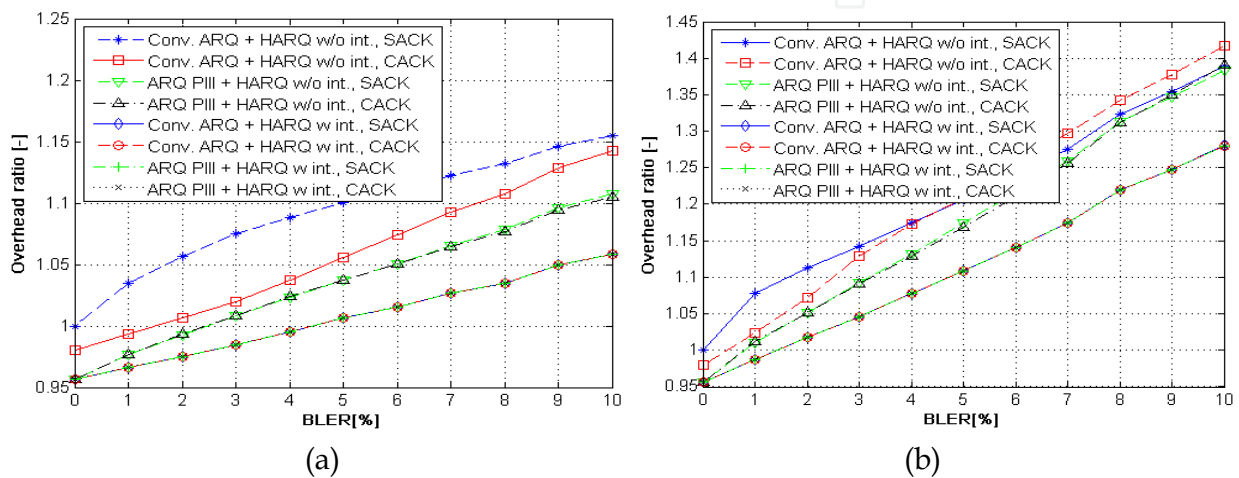 1.25
1.2
1.15
1.1
1.05
1
0.95
Overhead ratio [-]
Conv. ARQ + HARQ w/o int., SACK
Conv. ARQ + HARQ w/o int., CACK
ARQ PIII + HARQ w/o int., SACK
ARQ PIII + HARQ w/o int., CACK
Conv. ARQ + HARQ w int., SACK
Conv. ARQ + HARQ w int., CACK
ARQ PIII + HARQ w int., SACK
ARQ PIII + HARQ w int., CACK
0 1 2 3 4 5 6 7 8 9 10
BLER[%]
(a)
1.45
1.4
1.35
1.3
1.25
1.2
1.15
1.1
1.05
1
0.95
Overhead ratio [-]
Conv. ARQ + HARQ w/o int., SACK
Conv. ARQ + HARQ w/o int., CACK
ARQ PIII + HARQ w/o int., SACK
ARQ PIII + HARQ w/o int., CACK
Conv. ARQ + HARQ w int., SACK
Conv. ARQ + HARQ w int., CACK
ARQ PIII + HARQ w int., SACK
ARQ PIII + HARQ w int., CACK
0 1 2 3 4 5 6 7 8 9 10
BLER[%]
(b)